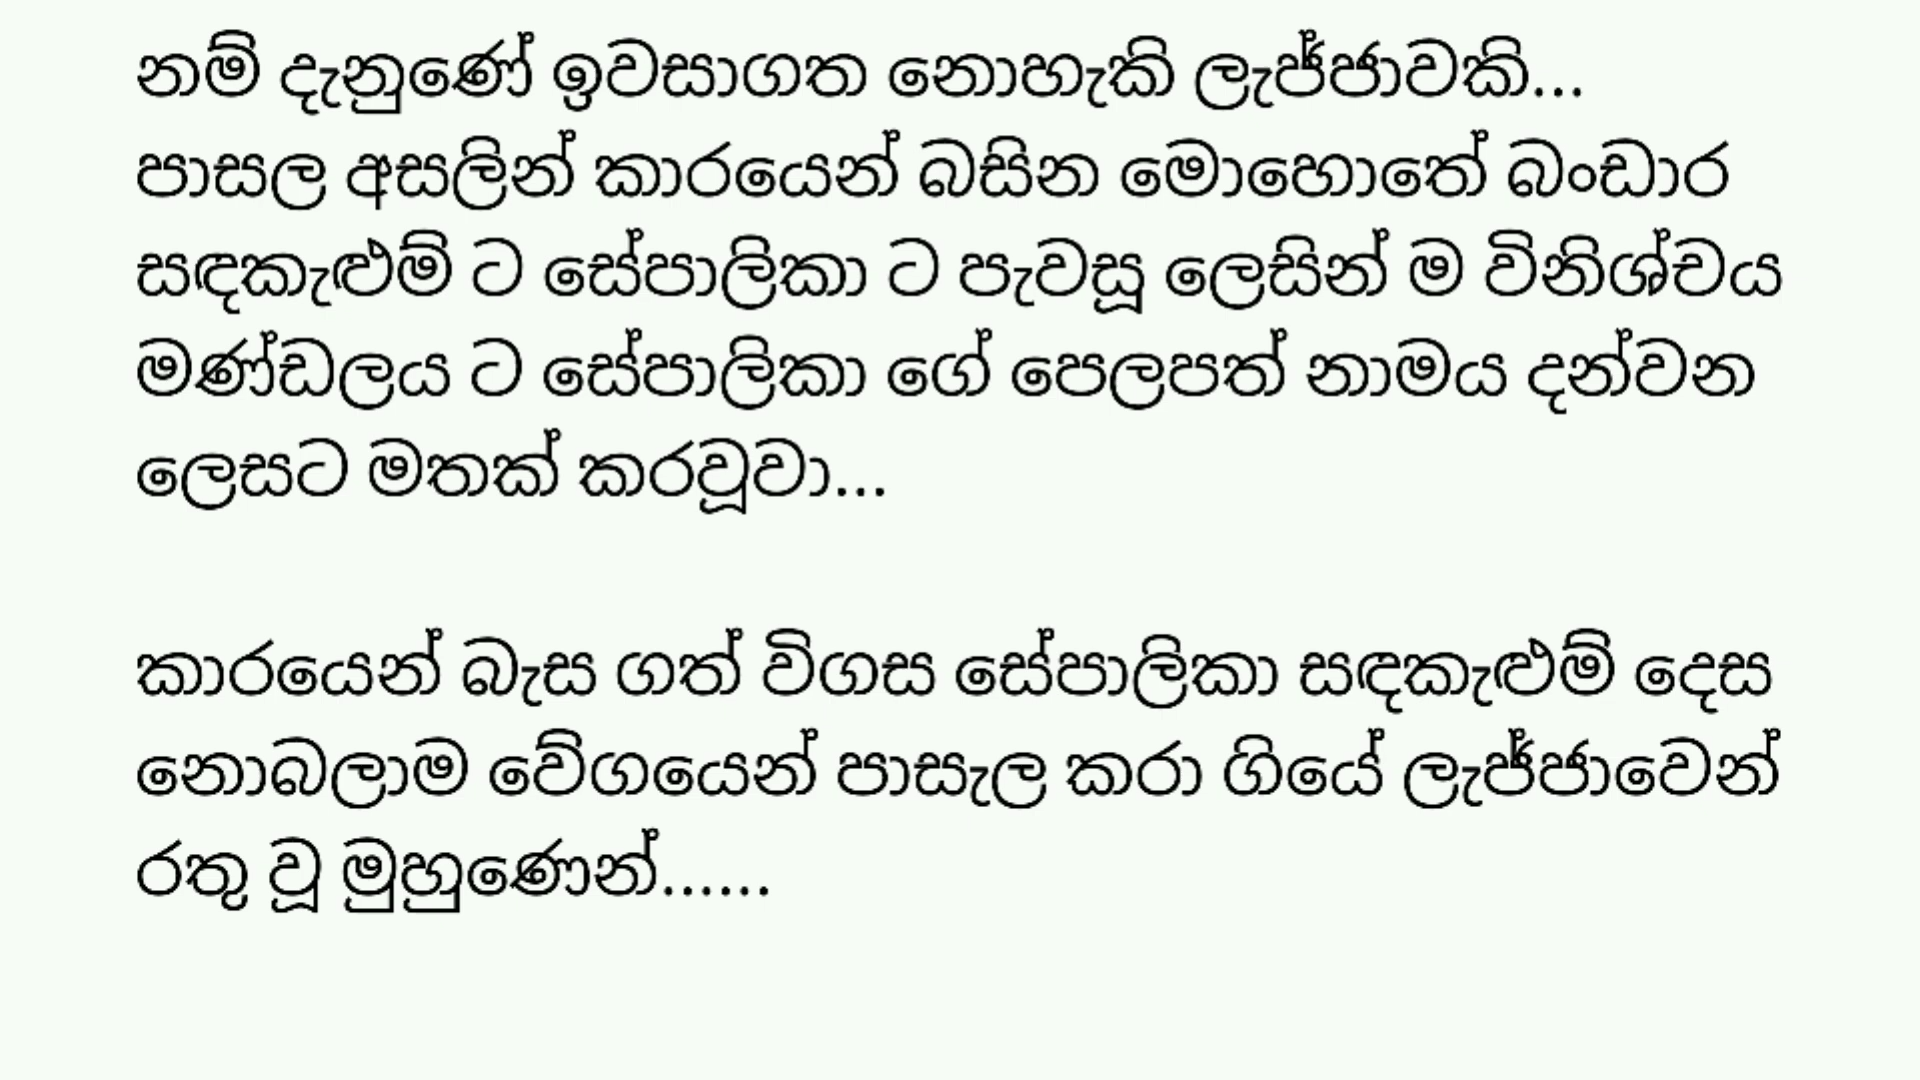 නම් දැනුණේ ඉවසාගත නොහැකි ලැජ්ජාවකි...
පාසල අසලින් කාරයෙන් බසින මොහොතේ බංඩාර
සඳකැළුම් ට සේපාලිකා ට පැවසූ ලෙසින් ම විනිශ්චය
මණ්ඩලය ට සේපාලිකා ගේ පෙලපත් නාමය දන්වන
ලෙසට මතක් කරවූවා...
කාරයෙන් බැස ගත් විගස සේපාලිකා සඳකැළුම් දෙස
නොබලාම වේගයෙන් පාසැල කරා ගියේ ලැජ්ජාවෙන්
රතු වූ මුහුණෙන්......